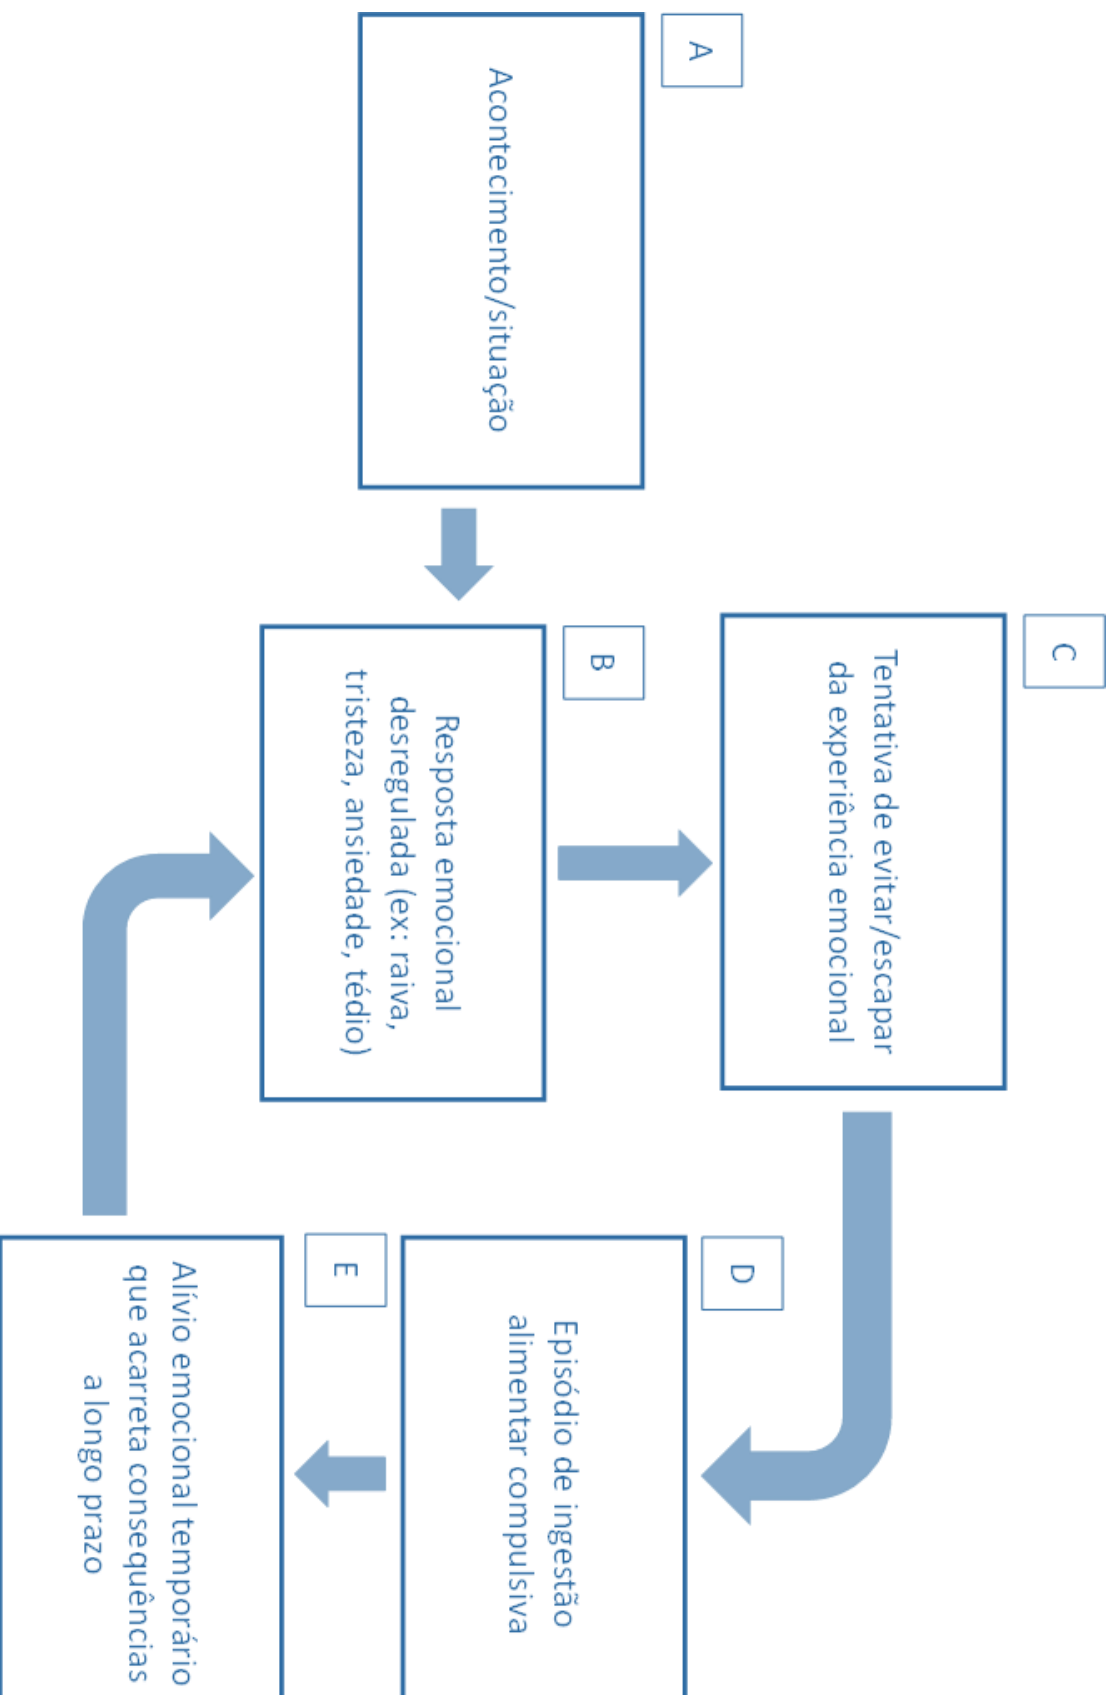 A
Acontecimento/situação
B
Resposta emocional
desregulada (ex: raiva,
tristeza, ansiedade, tédio)
C
Tentativa de evitar/escapar
da experiência emocional
D
Episódio de ingestão
alimentar compulsiva
E
Alívio emocional temporário
que acarreta consequências
a longo prazo